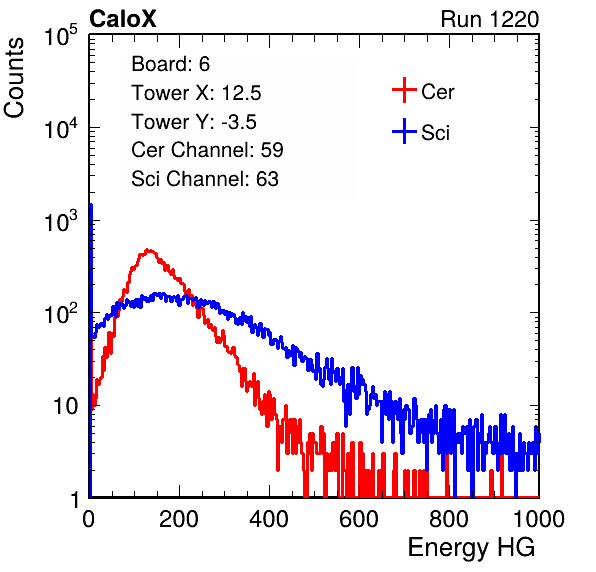 CaloX Run 1220
Counts
Board: 6
Tower X: 12.5
Tower Y: -3.5
Cer Channel: 59
Sci Channel: 63
Cer
Sci
10^5
10^4
10^3
10^2
10
1
0 200 400 600 800 1000
Energy HG